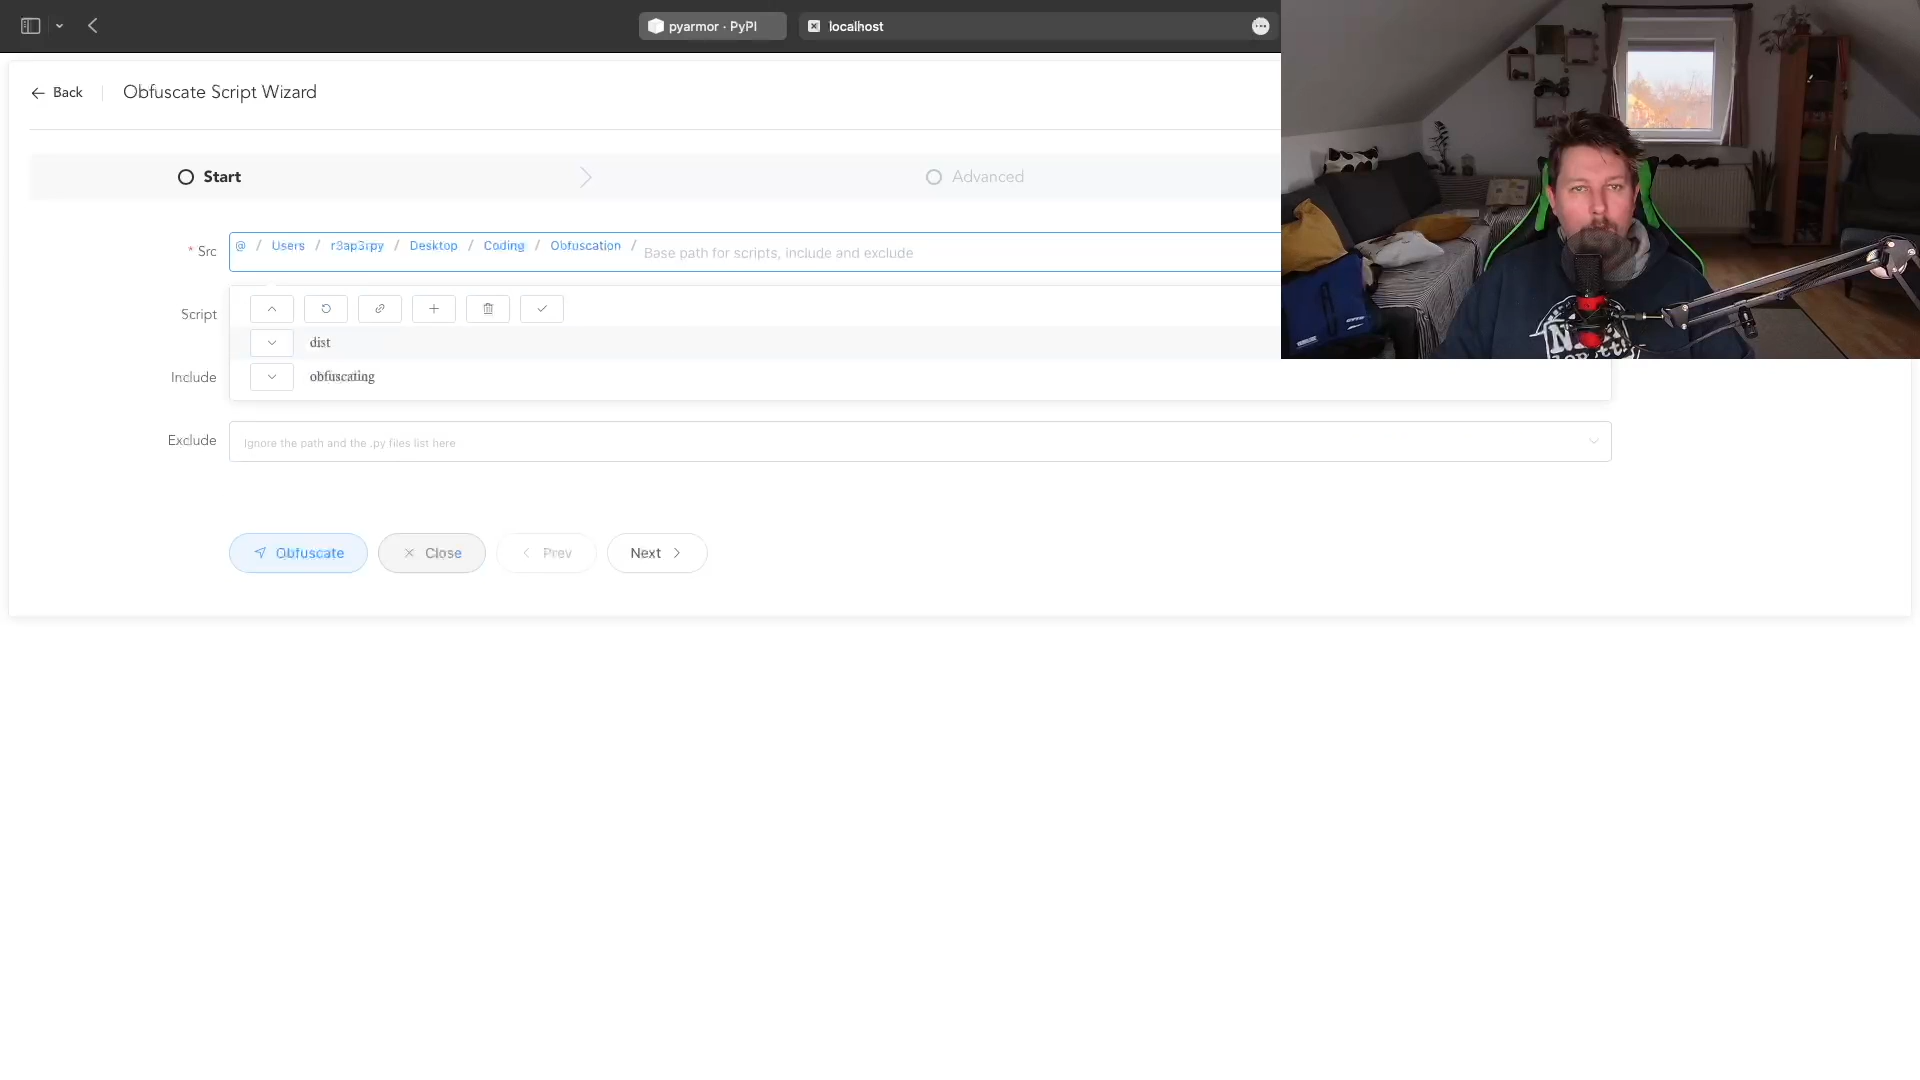 pyarmor · PyPI
localhost
Back
Obfuscate Script Wizard
Start
Advanced
* Src
@ / Users / r3ap3rpy / Desktop / Coding / Obfuscation /
Base path for scripts, include and exclude
Script
dist
Include
obfuscating
Exclude
Ignore the path and the .py files list here
Obfuscate
Close
Prev
Next